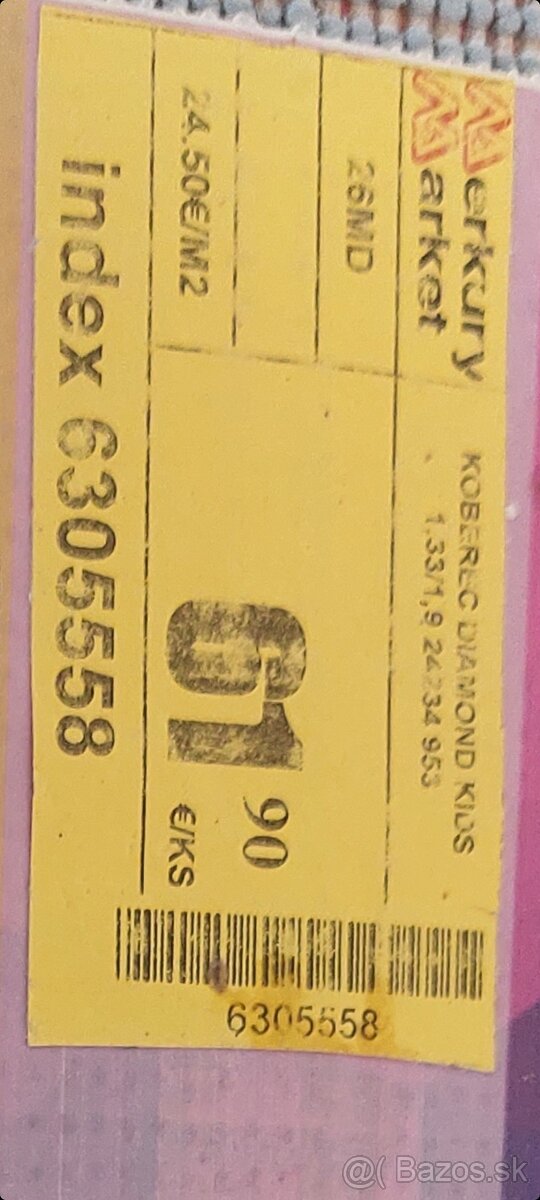 Merkury
Market
KOBEREC DIAMOND KIDS
1,33/1,9 24234 953
26MD
24.50€/M2
61 90
€/KS
index 6305558
6305558
@( Bazos.sk